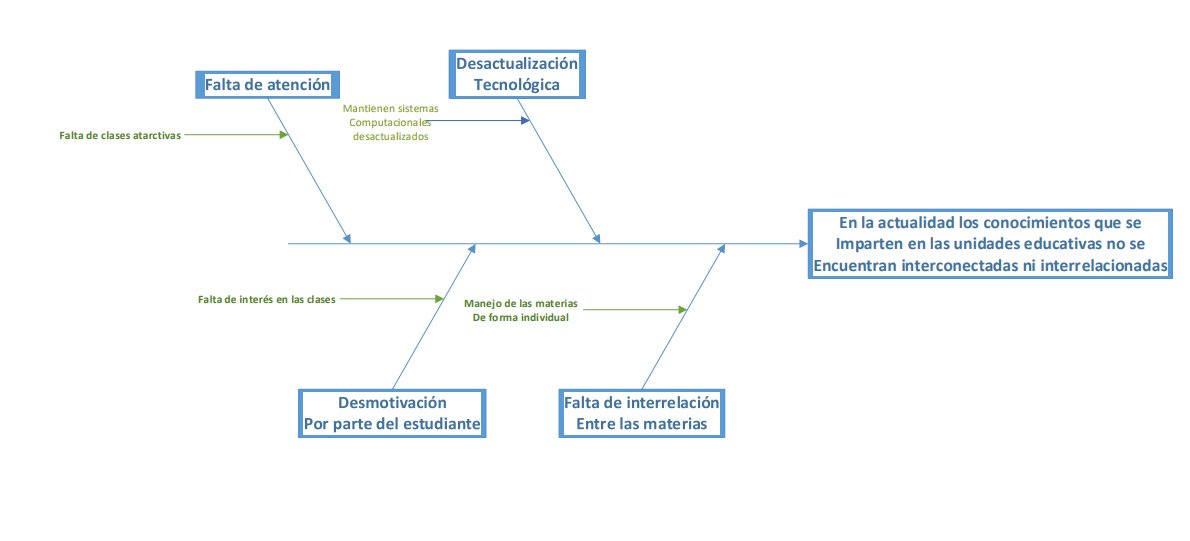 Falta de atención
Desactualización
Tecnológica
Mantienen sistemas
Computacionales
desactualizados
Falta de clases atarctivas
En la actualidad los conocimientos que se
Imparten en las unidades educativas no se
Encuentran interconectadas ni interrelacionadas
Falta de interés en las clases
Manejo de las materias
De forma individual
Desmotivación
Por parte del estudiante
Falta de interrelación
Entre las materias